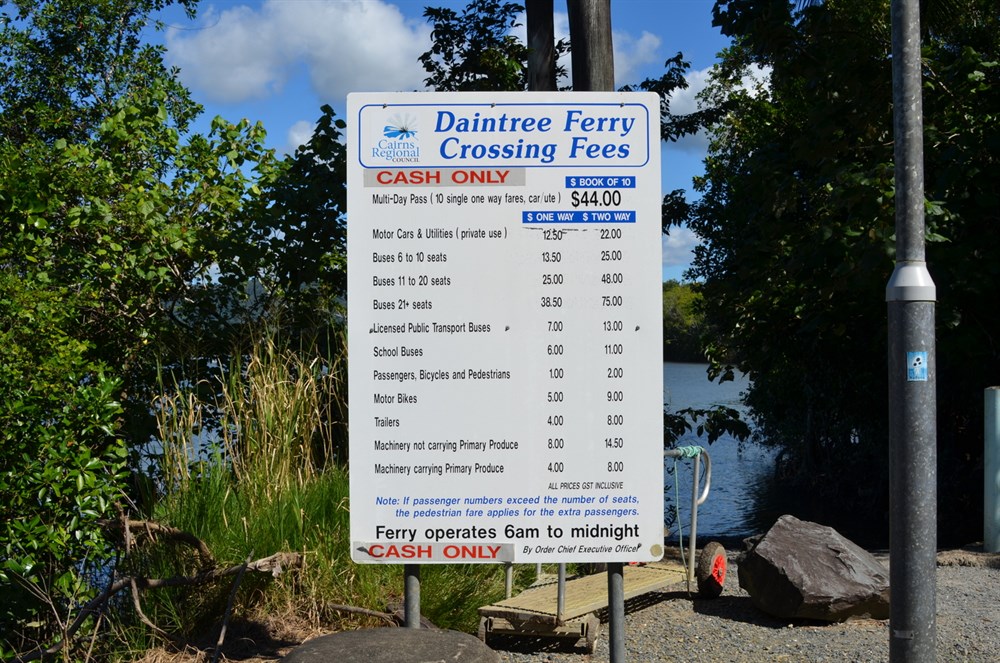 Daintree Ferry
Crossing Fees
Cairns
Regional
COUNCIL
CASH ONLY
$ BOOK OF 10
Multi-Day Pass ( 10 single one way fares, car/ute ) $44.00
$ ONE WAY $ TWO WAY
Motor Cars & Utilities ( private use ) 12.50 22.00
Buses 6 to 10 seats 13.50 25.00
Buses 11 to 20 seats 25.00 48.00
Buses 21+ seats 38.50 75.00
Licensed Public Transport Buses 7.00 13.00
School Buses 6.00 11.00
Passengers, Bicycles and Pedestrians 1.00 2.00
Motor Bikes 5.00 9.00
Trailers 4.00 8.00
Machinery not carrying Primary Produce 8.00 14.50
Machinery carrying Primary Produce 4.00 8.00
ALL PRICES GST INCLUSIVE
Note: If passenger numbers exceed the number of seats,
the pedestrian fare applies for the extra passengers.
Ferry operates 6am to midnight
CASH ONLY By Order Chief Executive Officer